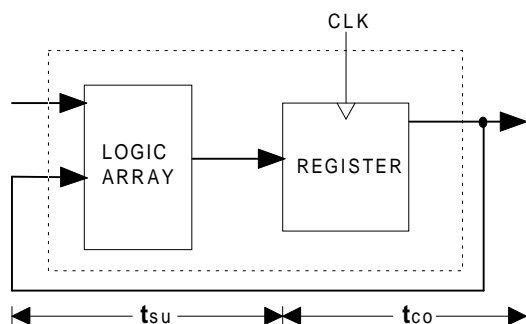 CLK
LOGIC
ARRAY
REGISTER
tsu
tco